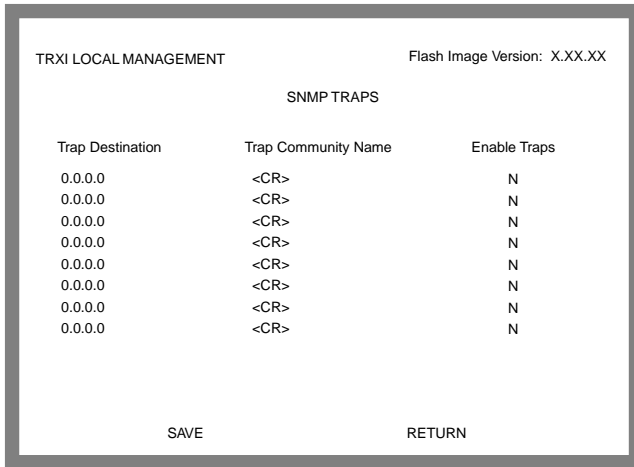 TRXI LOCAL MANAGEMENT Flash Image Version: X.XX.XX
SNMP TRAPS
Trap Destination Trap Community Name Enable Traps
0.0.0.0 <CR> N
0.0.0.0 <CR> N
0.0.0.0 <CR> N
0.0.0.0 <CR> N
0.0.0.0 <CR> N
0.0.0.0 <CR> N
0.0.0.0 <CR> N
0.0.0.0 <CR> N
SAVE RETURN